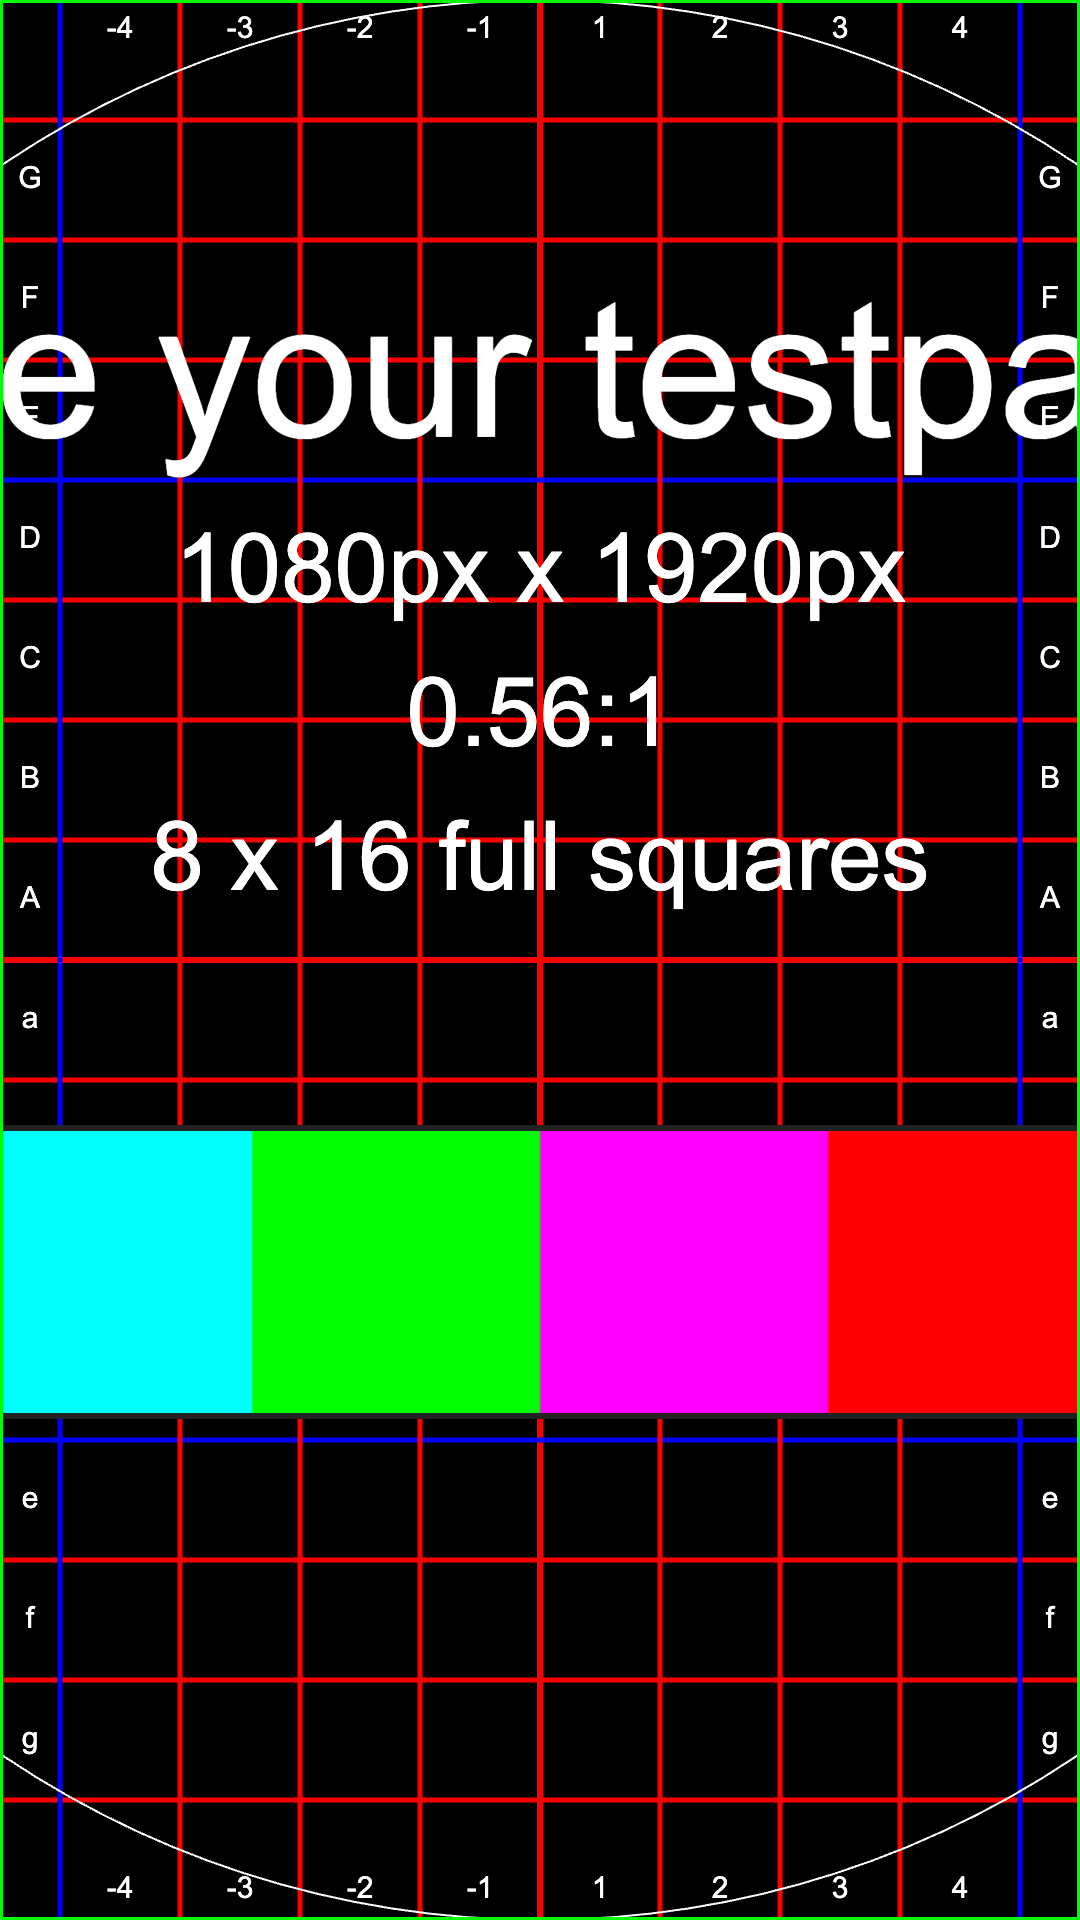 -4 -3 -2 -1 1 2 3 4
G G
F F
e your testpa
E E
D D
1080px x 1920px
C C
0.56:1
B B
8 x 16 full squares
A A
a a
e e
f f
g g
-4 -3 -2 -1 1 2 3 4